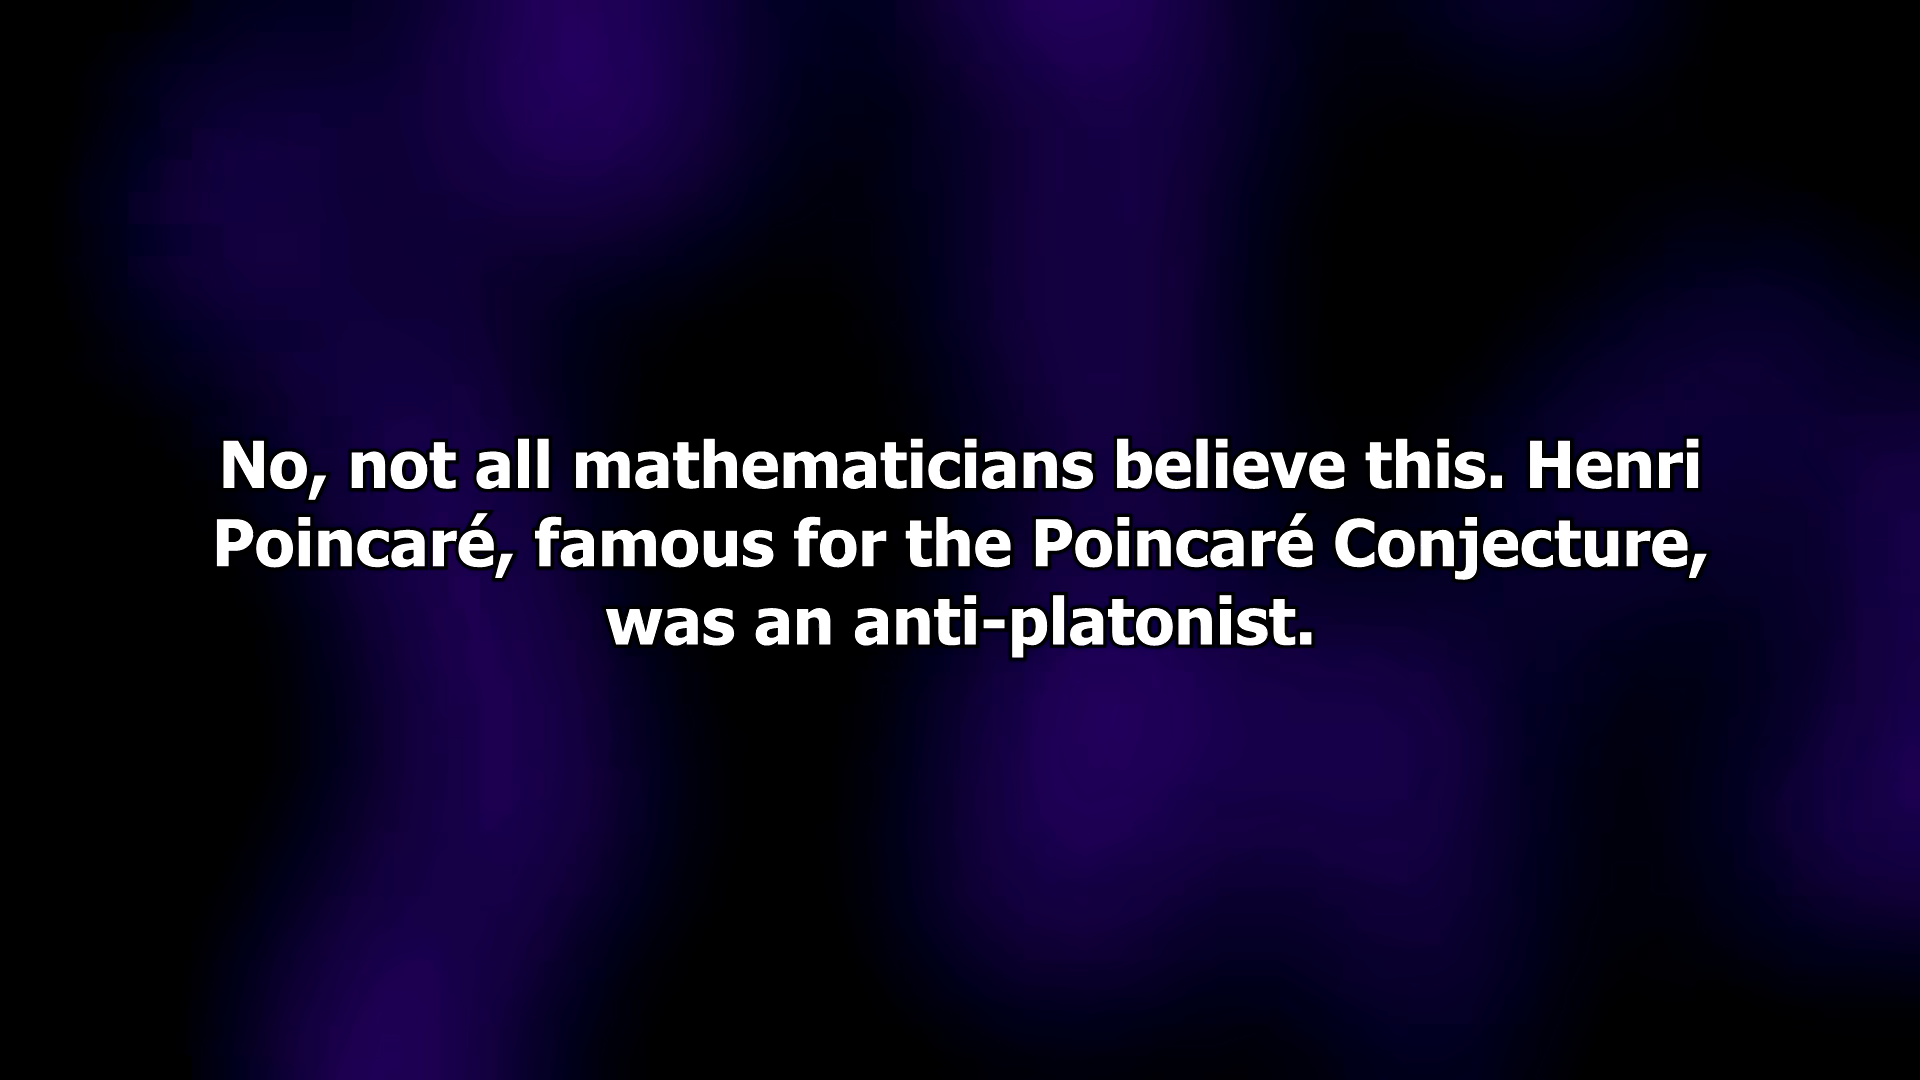 No, not all mathematicians believe this. Henri
Poincaré, famous for the Poincaré Conjecture,
was an anti-platonist.